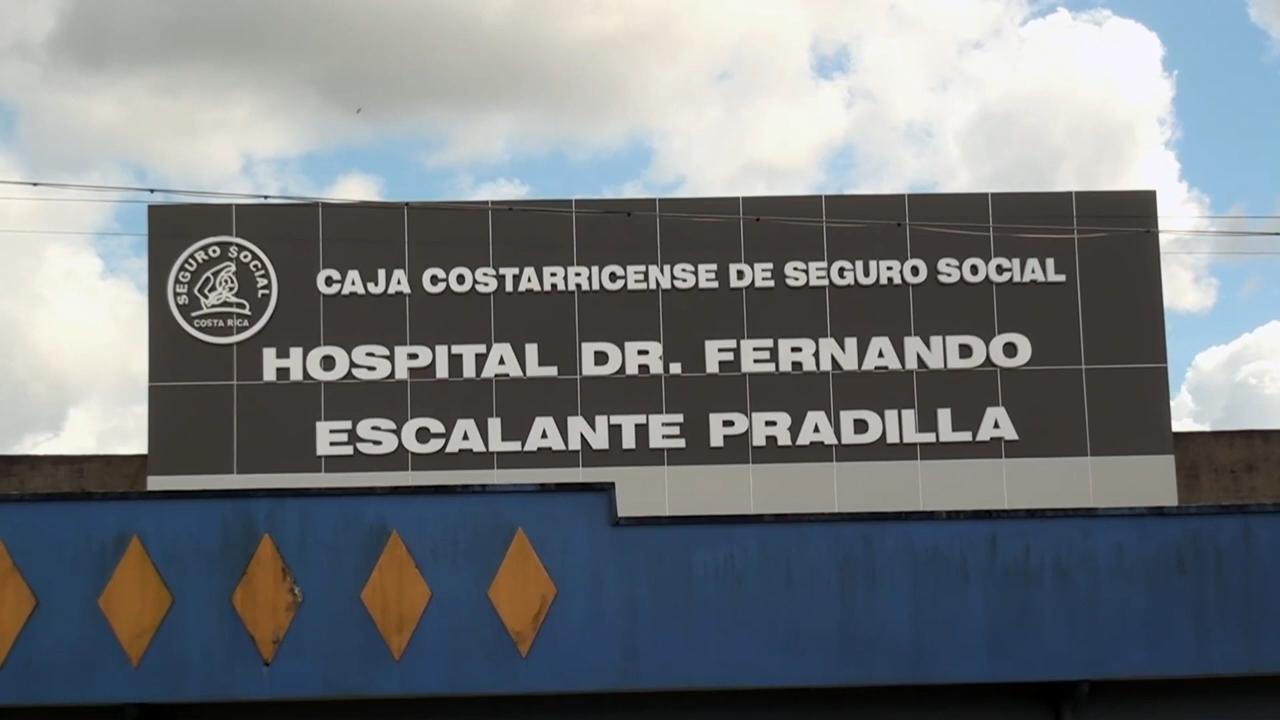 SEGURO SOCIAL
COSTA RICA
CAJA COSTARRICENSE DE SEGURO SOCIAL
HOSPITAL DR. FERNANDO
ESCALANTE PRADILLA